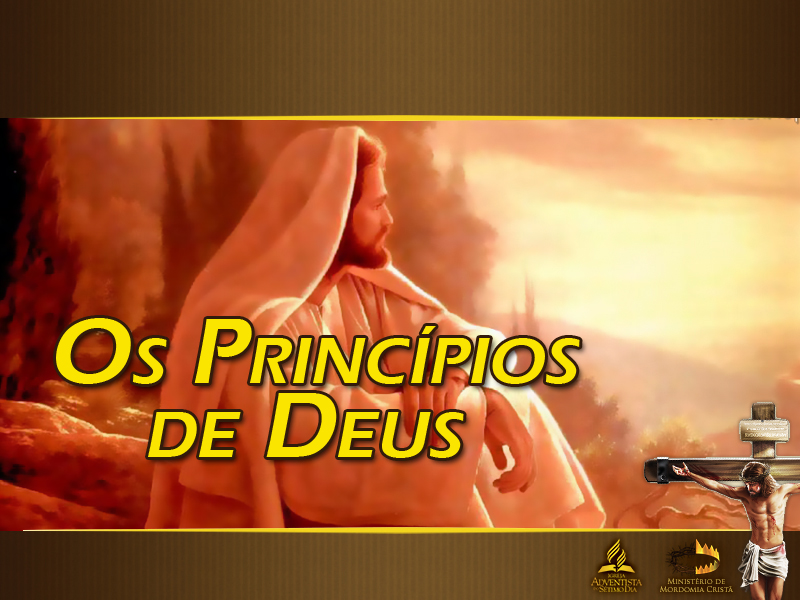 Os Princípios
de Deus
Igreja
Adventista
do Sétimo Dia
Ministério de
Mordomia Cristã